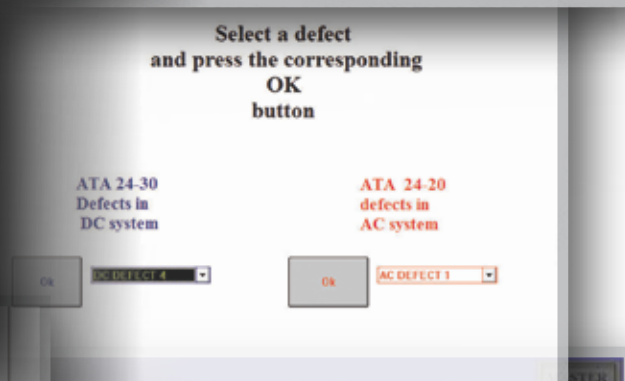 Select a defect
and press the corresponding
OK
button
ATA 24-30
Defects in
DC system
ATA 24-20
defects in
AC system
Ok
DC DEFECT 4
Ok
AC DEFECT 1